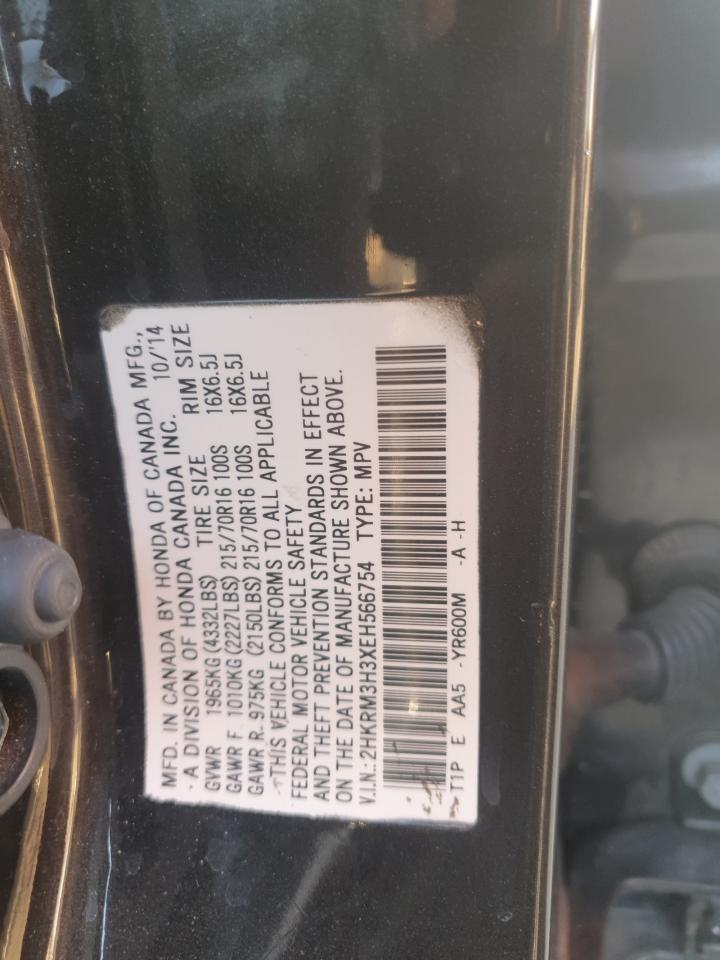 MFD. IN CANADA BY HONDA OF CANADA MFG.,
A DIVISION OF HONDA CANADA INC. 10/'14
GVWR 1965KG (4332LBS) TIRE SIZE RIM SIZE
GAWR F 1010KG (2227LBS) 215/70R16 100S 16X6.5J
GAWR R. 975KG (2150LBS) 215/70R16 100S 16X6.5J
THIS VEHICLE CONFORMS TO ALL APPLICABLE
FEDERAL MOTOR VEHICLE SAFETY
AND THEFT PREVENTION STANDARDS IN EFFECT
ON THE DATE OF MANUFACTURE SHOWN ABOVE.
V.I.N.: 2HKRM3H3XEH566754 TYPE: MPV
T1P E AA5 -YR600M -A -H